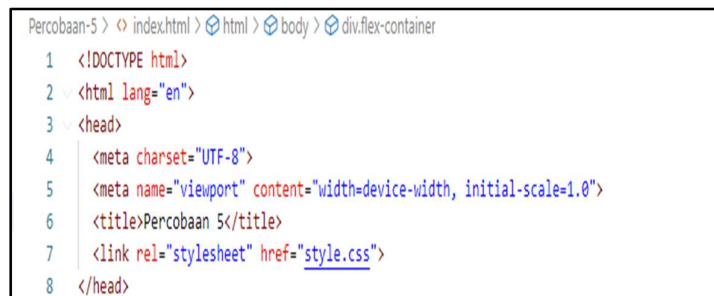 Percobaan-5 > <> index.html > html > body > div.flex-container
1 <!DOCTYPE html>
2 <html lang="en">
3 <head>
4 <meta charset="UTF-8">
5 <meta name="viewport" content="width=device-width, initial-scale=1.0">
6 <title>Percobaan 5</title>
7 <link rel="stylesheet" href="style.css">
8 </head>